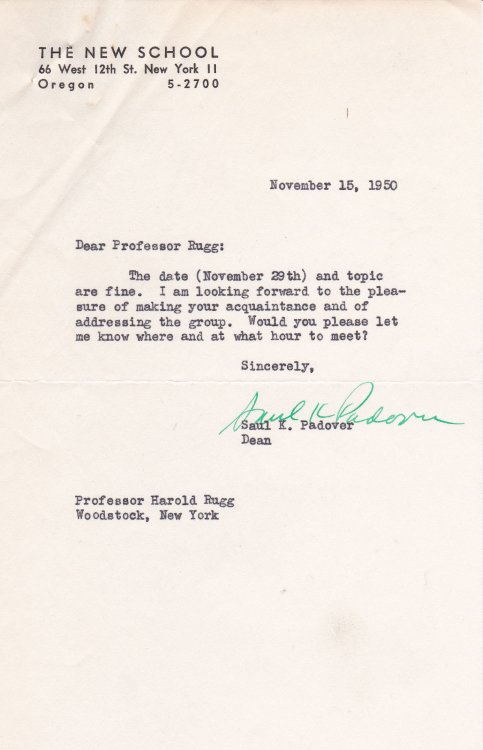 THE NEW SCHOOL
66 West 12th St. New York 11
Oregon 5-2700
November 15, 1950
Dear Professor Rugg:
The date (November 29th) and topic
are fine. I am looking forward to the plea-
sure of making your acquaintance and of
addressing the group. Would you please let
me know where and at what hour to meet?
Sincerely,
Saul K Padover
Saul K. Padover
Dean
Professor Harold Rugg
Woodstock, New York